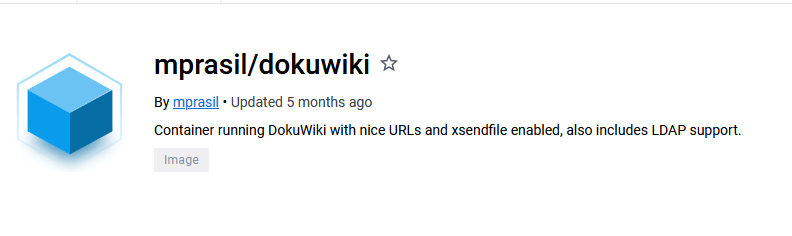 mprasil/dokuwiki
By mprasil • Updated 5 months ago
Container running DokuWiki with nice URLs and xsendfile enabled, also includes LDAP support.
Image